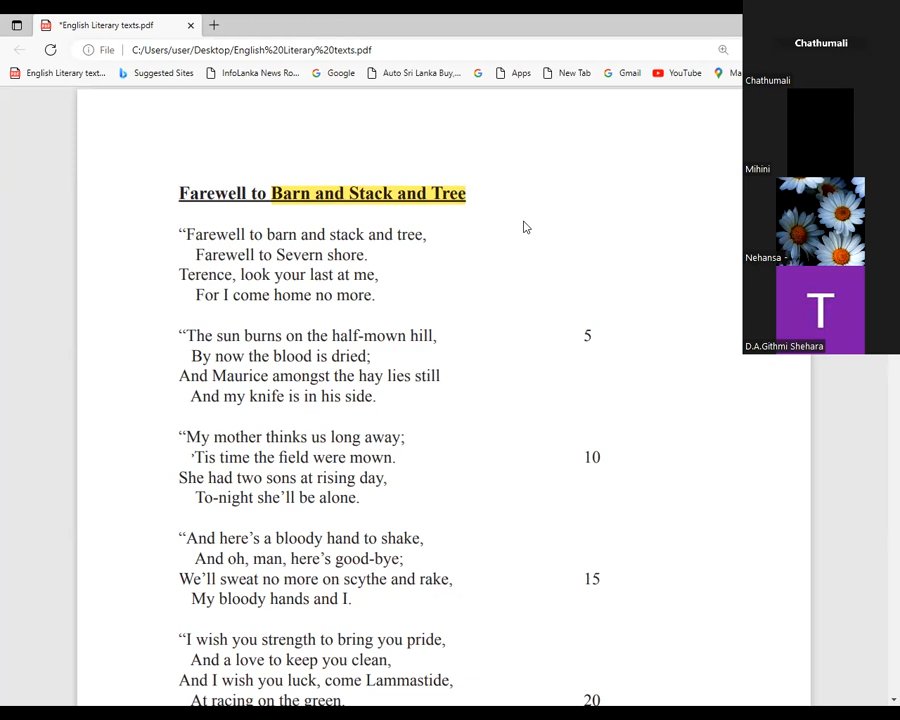 *English Literary texts.pdf
File
C:/Users/user/Desktop/English%20Literary%20texts.pdf
English Literary text...
Suggested Sites
InfoLanka News Ro...
Google
Auto Sri Lanka Buy,...
Apps
New Tab
Gmail
YouTube
Ma
Chathumali
Chathumali
Mihini
Nehansa -
T
D.A.Githmi Shehara
Farewell to Barn and Stack and Tree
“Farewell to barn and stack and tree,
Farewell to Severn shore.
Terence, look your last at me,
For I come home no more.
“The sun burns on the half-mown hill, 5
By now the blood is dried;
And Maurice amongst the hay lies still
And my knife is in his side.
“My mother thinks us long away;
’Tis time the field were mown. 10
She had two sons at rising day,
To-night she’ll be alone.
“And here’s a bloody hand to shake,
And oh, man, here’s good-bye;
We’ll sweat no more on scythe and rake, 15
My bloody hands and I.
“I wish you strength to bring you pride,
And a love to keep you clean,
And I wish you luck, come Lammastide,
At racing on the green. 20